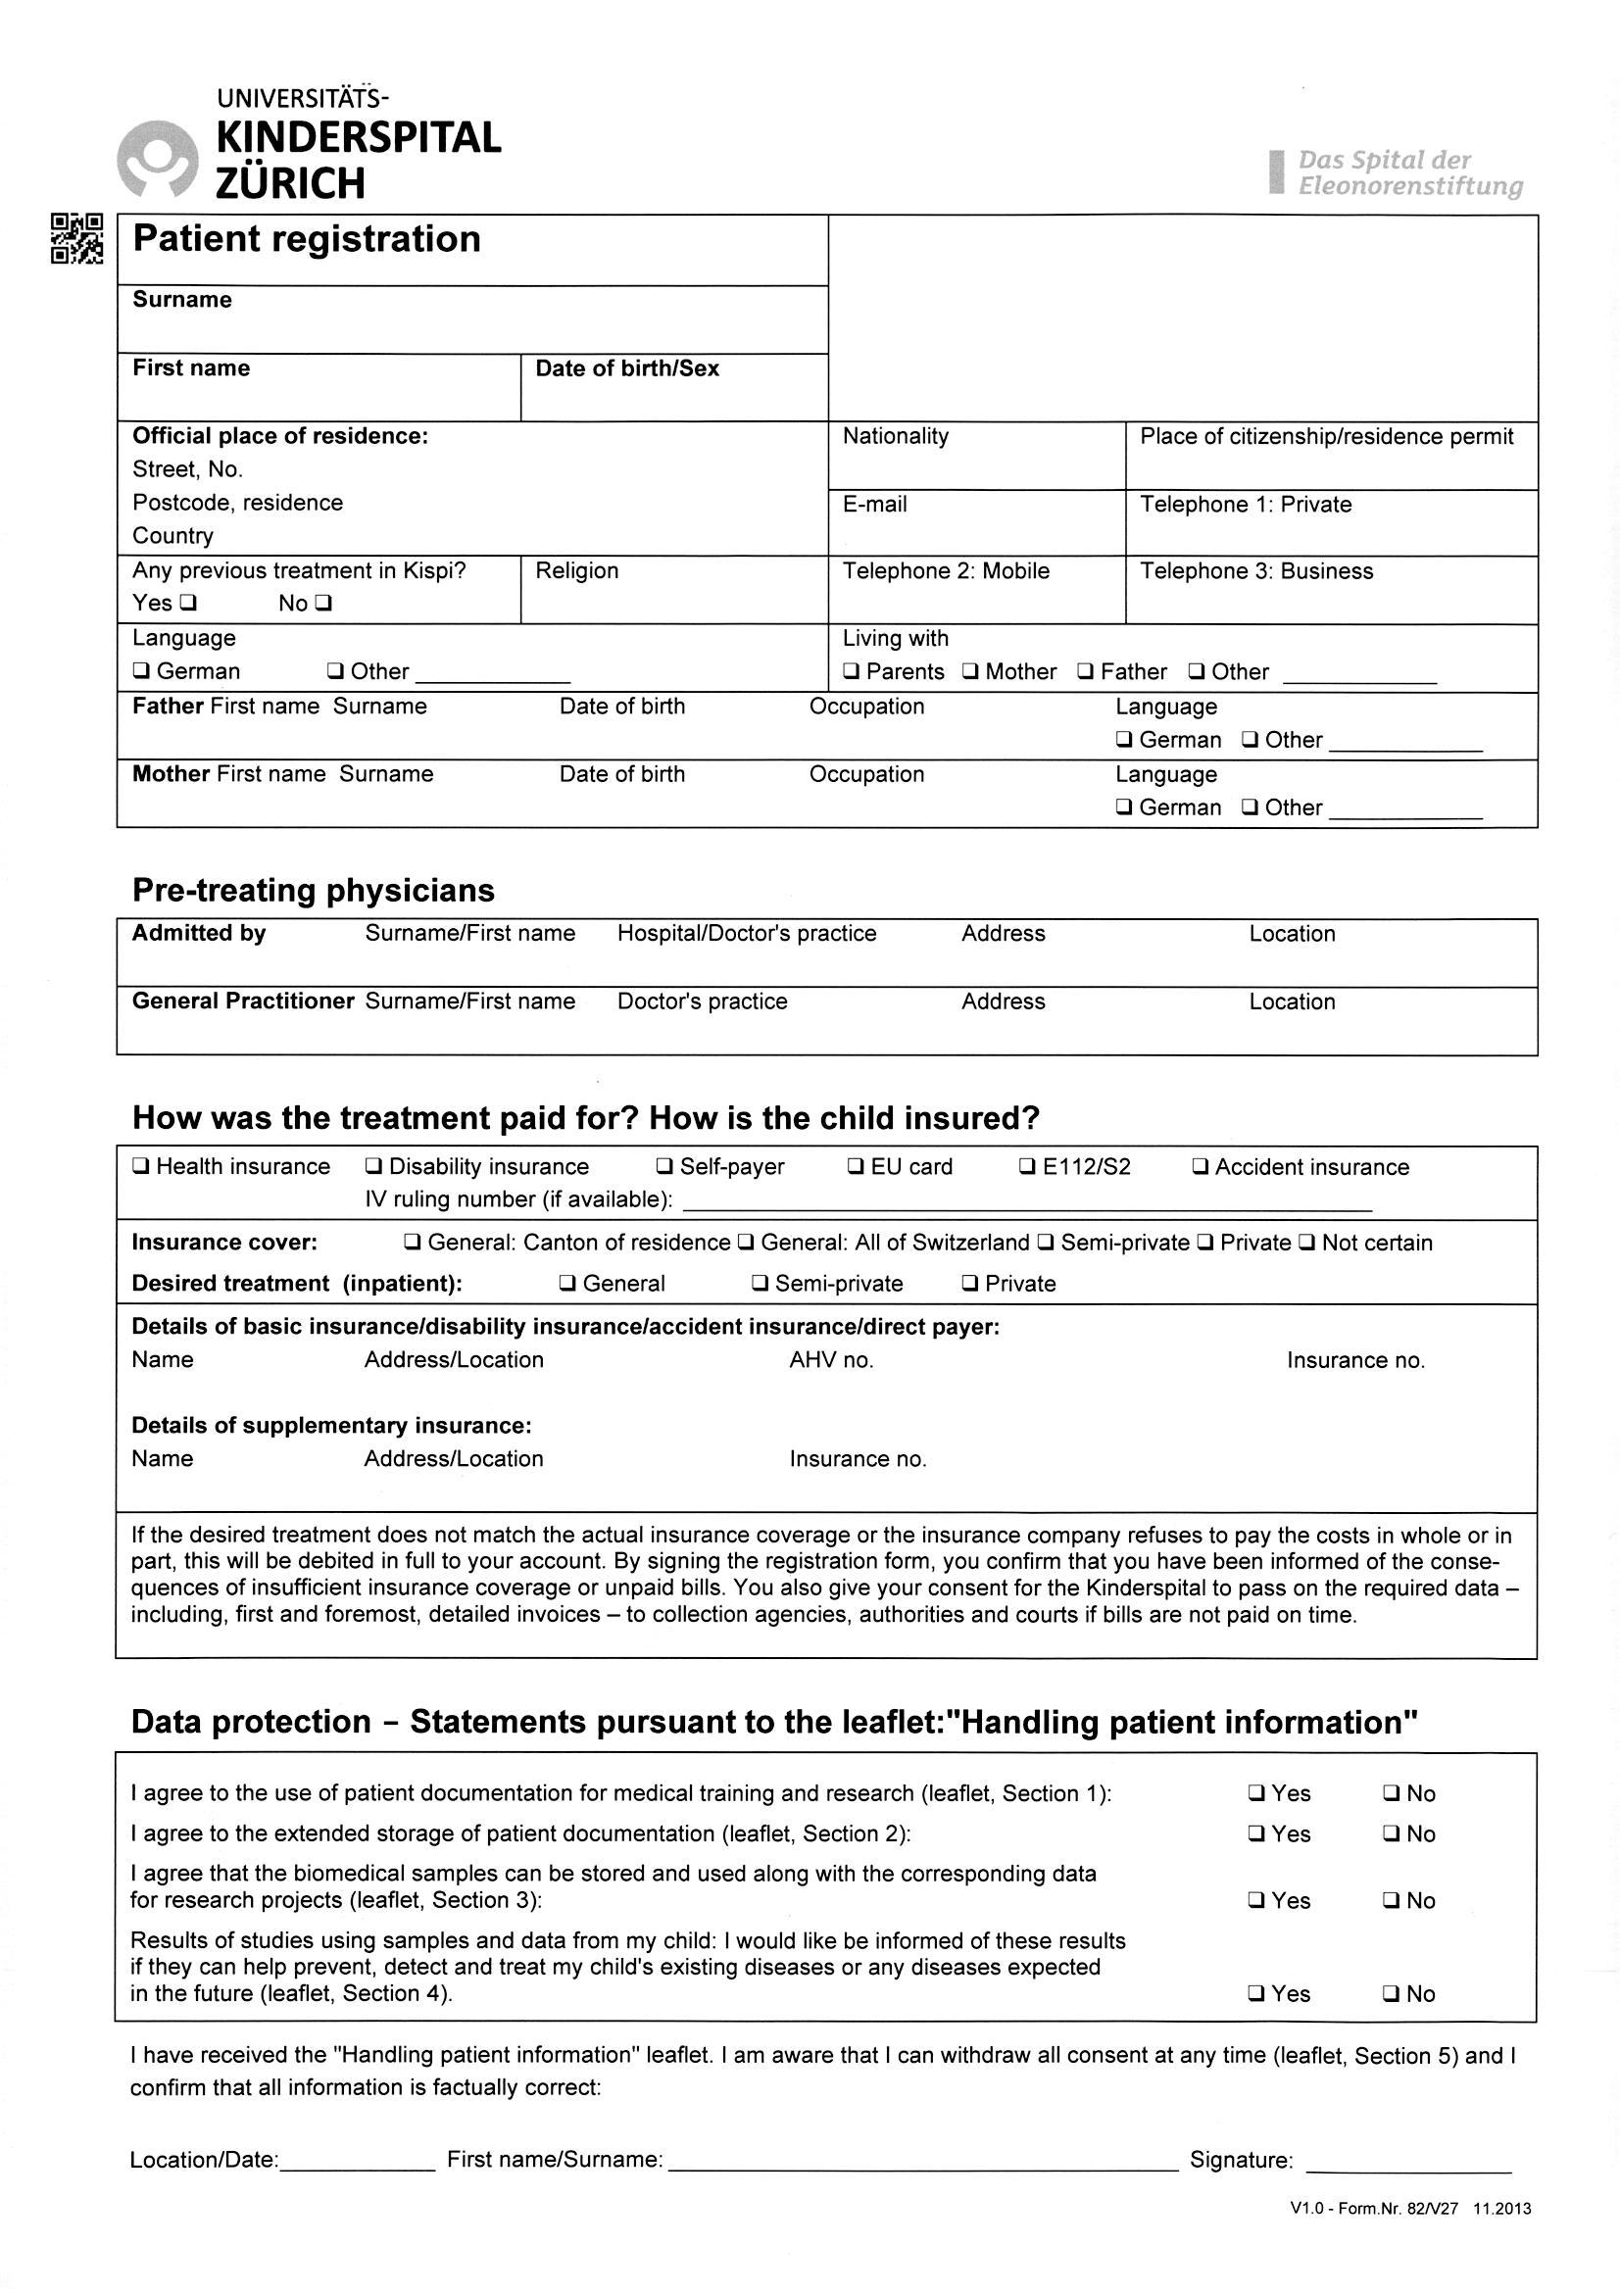 UNIVERSITÄTS-
KINDERSPITAL
ZÜRICH
Das Spital der
Eleonorenstiftung
Patient registration
Surname
First name Date of birth/Sex
Official place of residence: Nationality Place of citizenship/residence permit
Street, No.
Postcode, residence E-mail Telephone 1: Private
Country
Any previous treatment in Kispi? Religion Telephone 2: Mobile Telephone 3: Business
Yes ❑ No ❑
Language Living with
❑ German ❑ Other ____________ ❑ Parents ❑ Mother ❑ Father ❑ Other ____________
Father First name Surname Date of birth Occupation Language
❑ German ❑ Other ____________
Mother First name Surname Date of birth Occupation Language
❑ German ❑ Other ____________
Pre-treating physicians
Admitted by Surname/First name Hospital/Doctor's practice Address Location
General Practitioner Surname/First name Doctor's practice Address Location
How was the treatment paid for? How is the child insured?
❑ Health insurance ❑ Disability insurance ❑ Self-payer ❑ EU card ❑ E112/S2 ❑ Accident insurance
IV ruling number (if available): ____________
Insurance cover: ❑ General: Canton of residence ❑ General: All of Switzerland ❑ Semi-private ❑ Private ❑ Not certain
Desired treatment (inpatient): ❑ General ❑ Semi-private ❑ Private
Details of basic insurance/disability insurance/accident insurance/direct payer:
Name Address/Location AHV no. Insurance no.
Details of supplementary insurance:
Name Address/Location Insurance no.
If the desired treatment does not match the actual insurance coverage or the insurance company refuses to pay the costs in whole or in
part, this will be debited in full to your account. By signing the registration form, you confirm that you have been informed of the conse-
quences of insufficient insurance coverage or unpaid bills. You also give your consent for the Kinderspital to pass on the required data –
including, first and foremost, detailed invoices – to collection agencies, authorities and courts if bills are not paid on time.
Data protection – Statements pursuant to the leaflet:"Handling patient information"
I agree to the use of patient documentation for medical training and research (leaflet, Section 1): ❑ Yes ❑ No
I agree to the extended storage of patient documentation (leaflet, Section 2): ❑ Yes ❑ No
I agree that the biomedical samples can be stored and used along with the corresponding data
for research projects (leaflet, Section 3): ❑ Yes ❑ No
Results of studies using samples and data from my child: I would like be informed of these results
if they can help prevent, detect and treat my child's existing diseases or any diseases expected
in the future (leaflet, Section 4). ❑ Yes ❑ No
I have received the "Handling patient information" leaflet. I am aware that I can withdraw all consent at any time (leaflet, Section 5) and I
confirm that all information is factually correct:
Location/Date:____________ First name/Surname: ____________ Signature: ____________
V1.0 - Form.Nr. 82/V27 11.2013